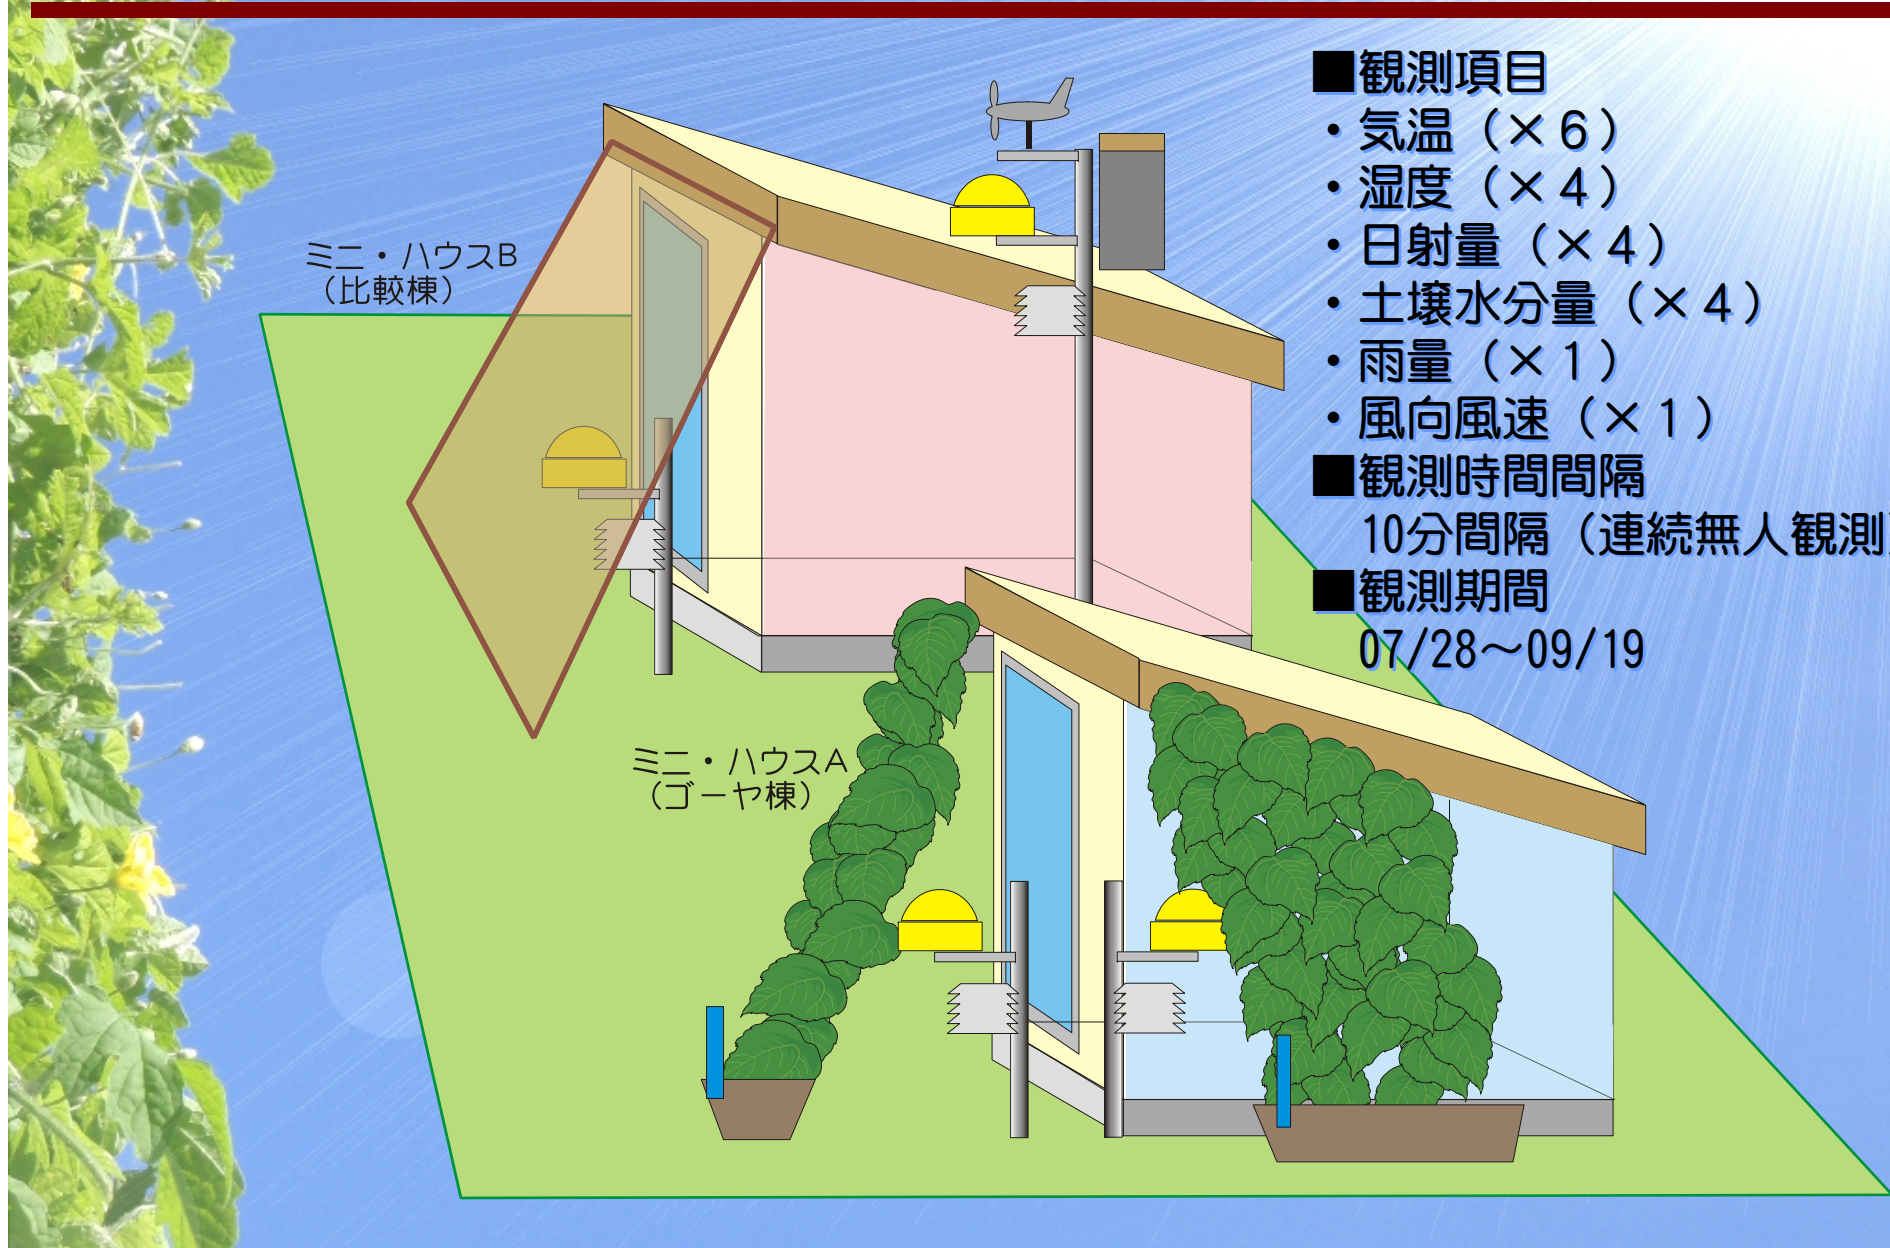 ■観測項目
・気温（×６）
・湿度（×４）
・日射量（×４）
・土壌水分量（×４）
・雨量（×１）
・風向風速（×１）
■観測時間間隔
10分間隔（連続無人観測）
■観測期間
07/28～09/19
ミニ・ハウスB
（比較棟）
ミニ・ハウスA
（ゴーヤ棟）